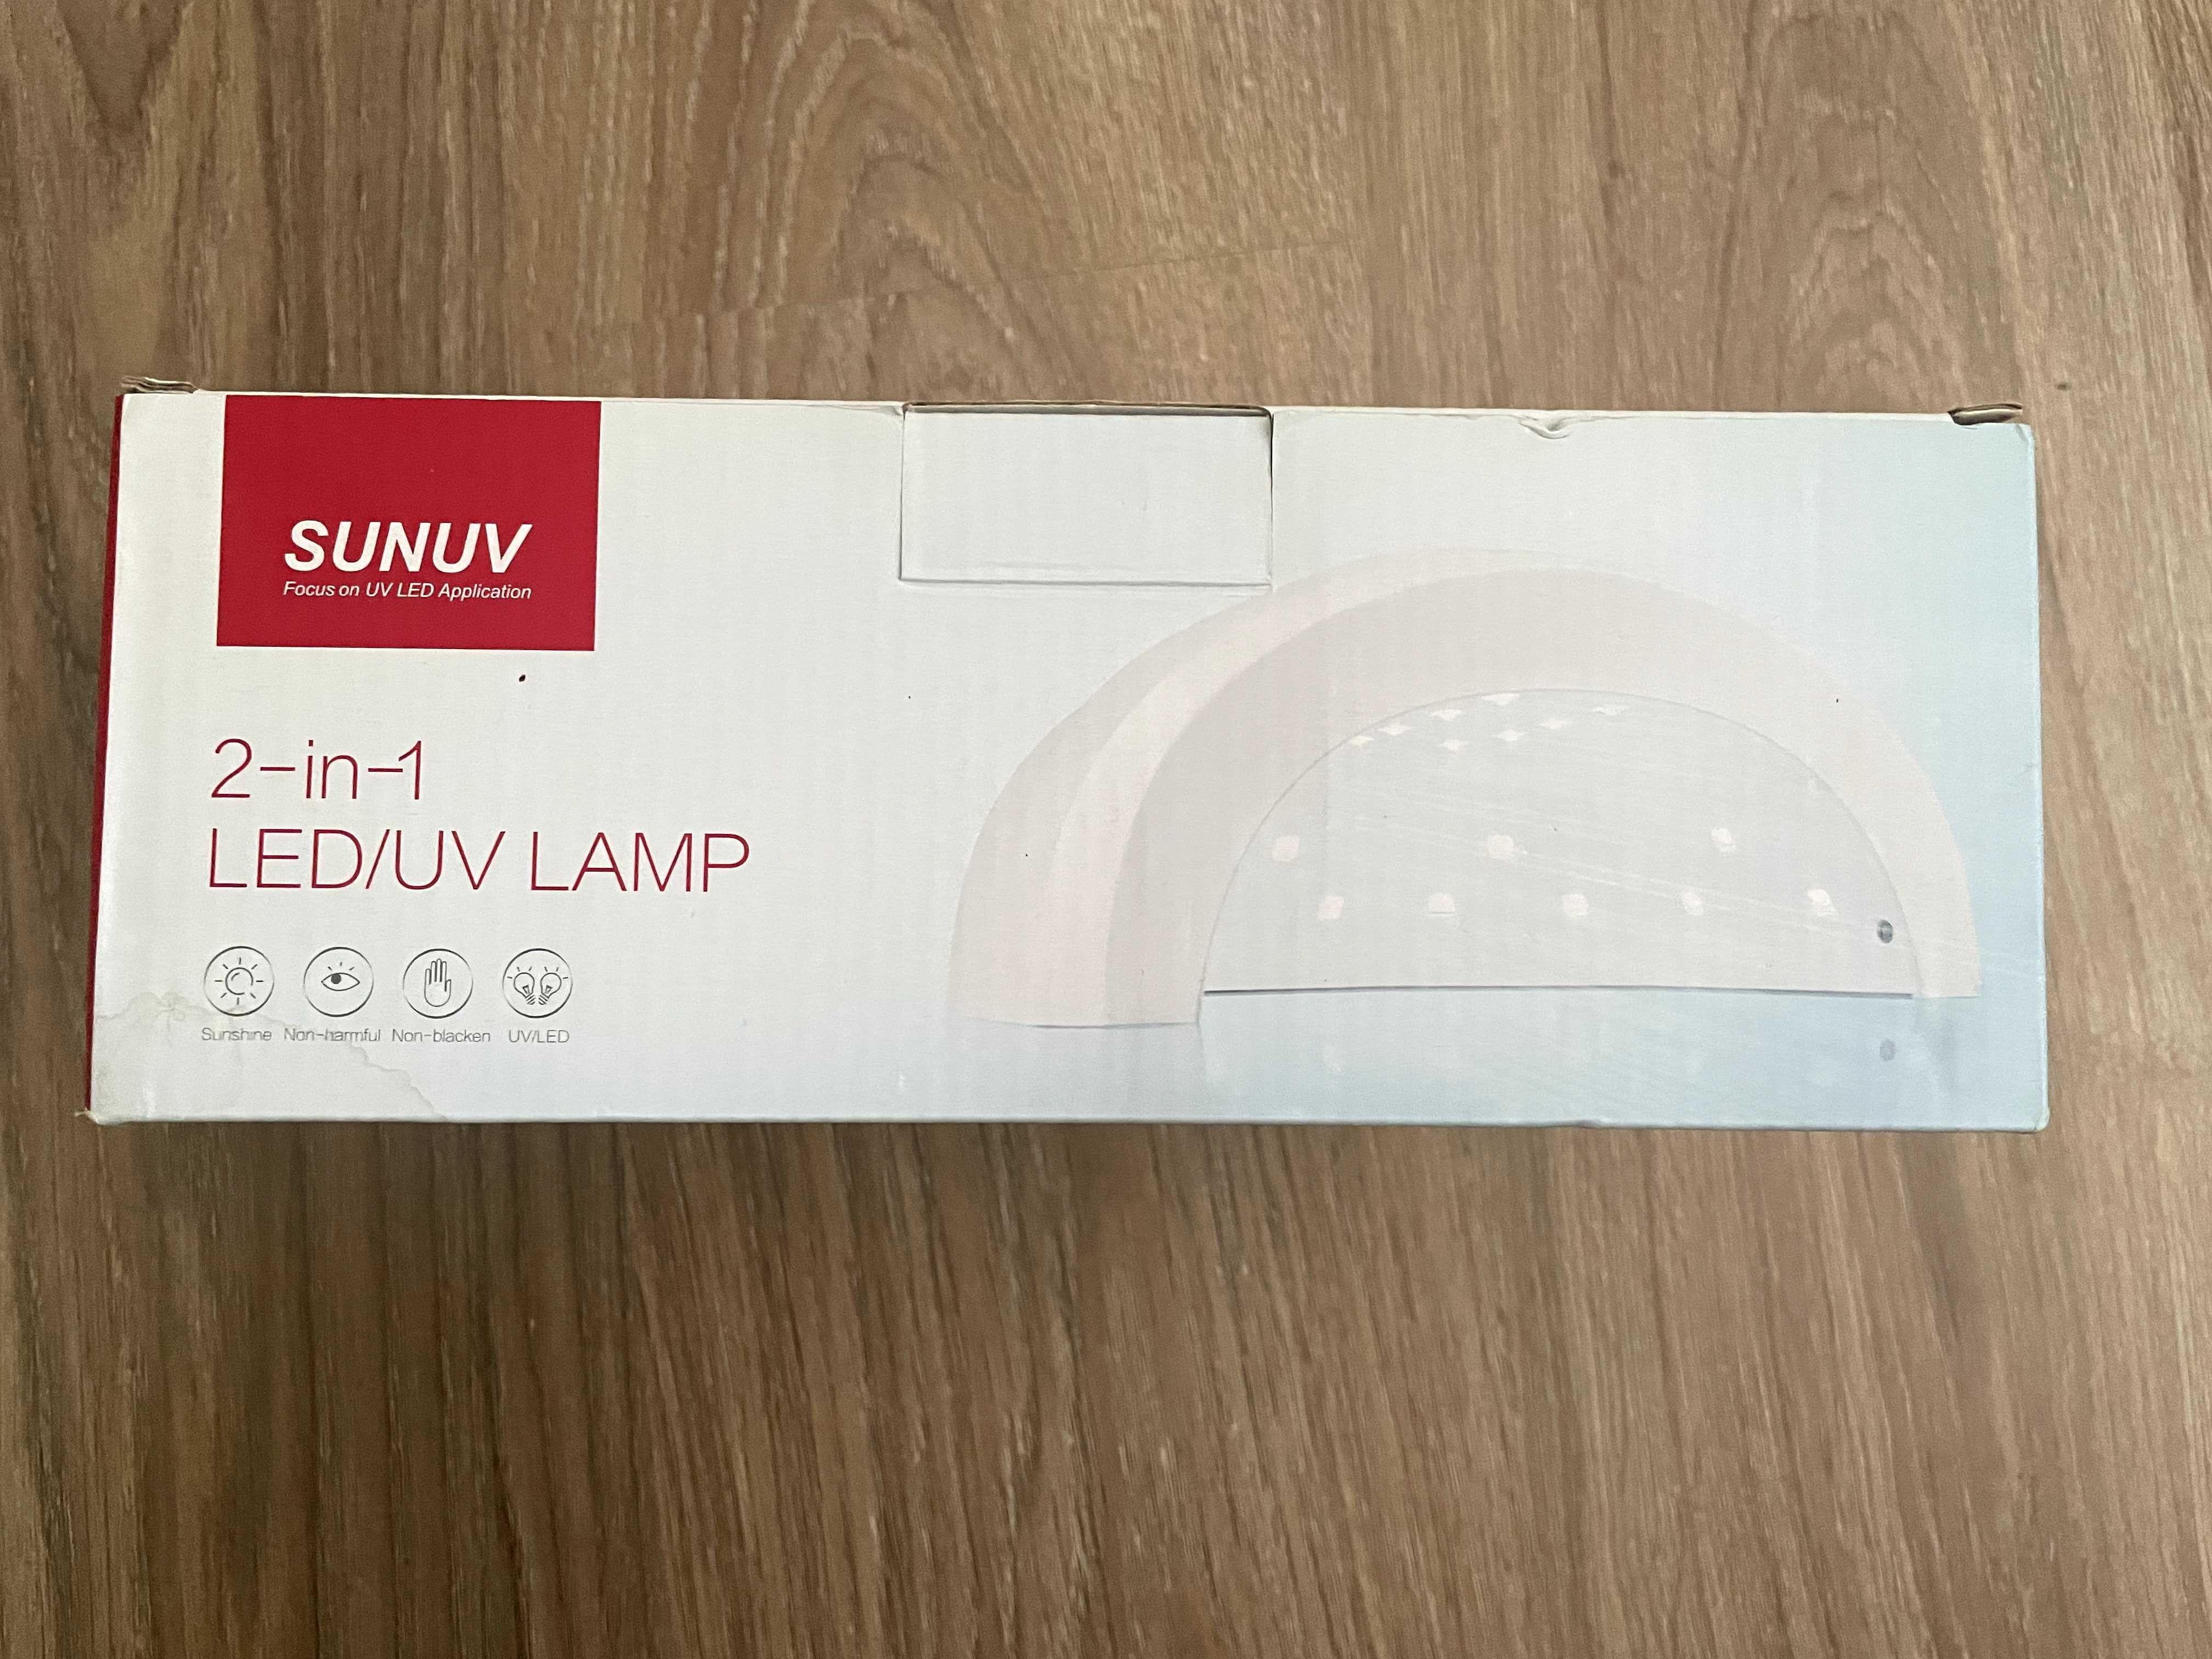 SUNUV
Focus on UV LED Application
2-in-1
LED/UV LAMP
Sunshine Non-harmful Non-blacken UV/LED